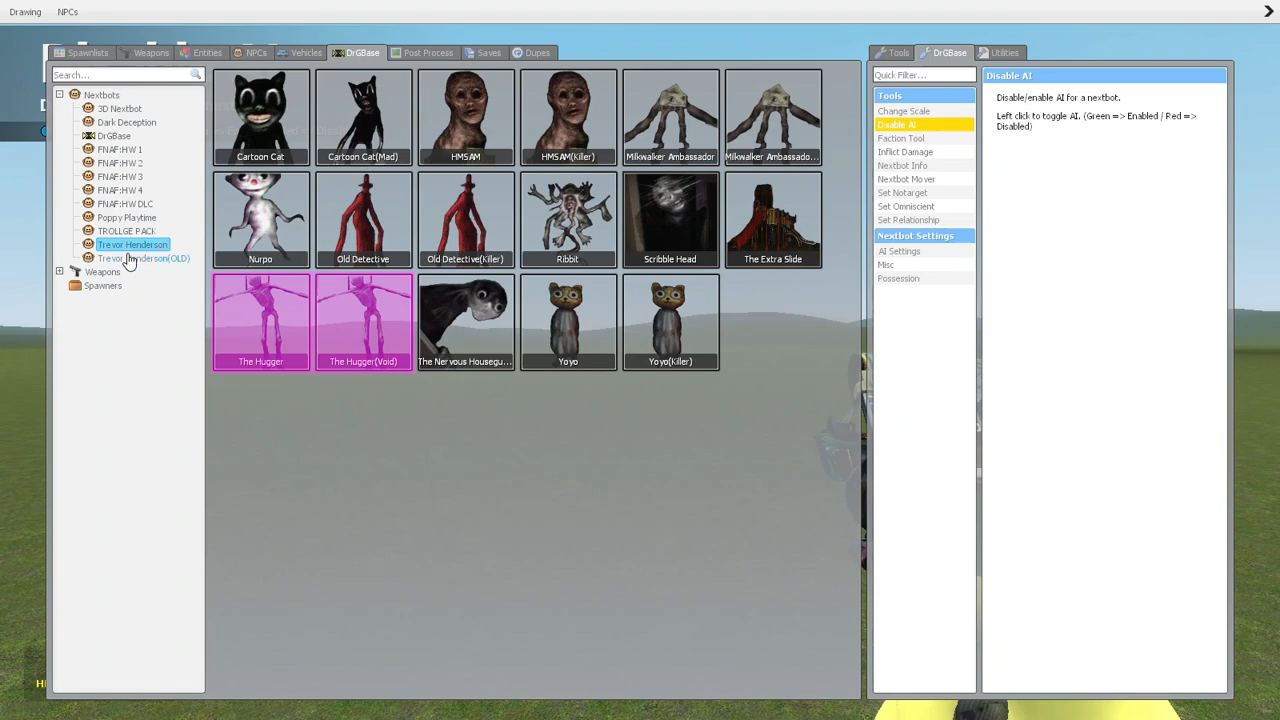 Drawing NPCs
Spawnlists Weapons Entities NPCs Vehicles DrGBase Post Process Saves Dupes
Tools DrGBase Utilities
Search...
Nextbots
3D Nextbot
Dark Deception
DrGBase
FNAF:HW 1
FNAF:HW 2
FNAF:HW 3
FNAF:HW 4
FNAF:HW DLC
Poppy Playtime
TROLLGE PACK
Trevor Henderson
Weapons
Spawners
Cartoon Cat
Cartoon Cat(Mad)
HMSAM
HMSAM(Killer)
Milkwalker Ambassador
Milkwalker Ambassado...
Nurpo
Old Detective
Old Detective(Killer)
Ribbit
Scribble Head
The Extra Slide
The Hugger
The Hugger(Void)
The Nervous Housegu...
Yoyo
Yoyo(Killer)
Quick Filter...
Tools
Change Scale
Disable AI
Faction Tool
Inflict Damage
Nextbot Info
Nextbot Mover
Set Notarget
Set Omniscient
Set Relationship
Nextbot Settings
AI Settings
Misc
Possession
Disable AI
Disable/enable AI for a nextbot.
Left click to toggle AI. (Green => Enabled / Red =>
Disabled)